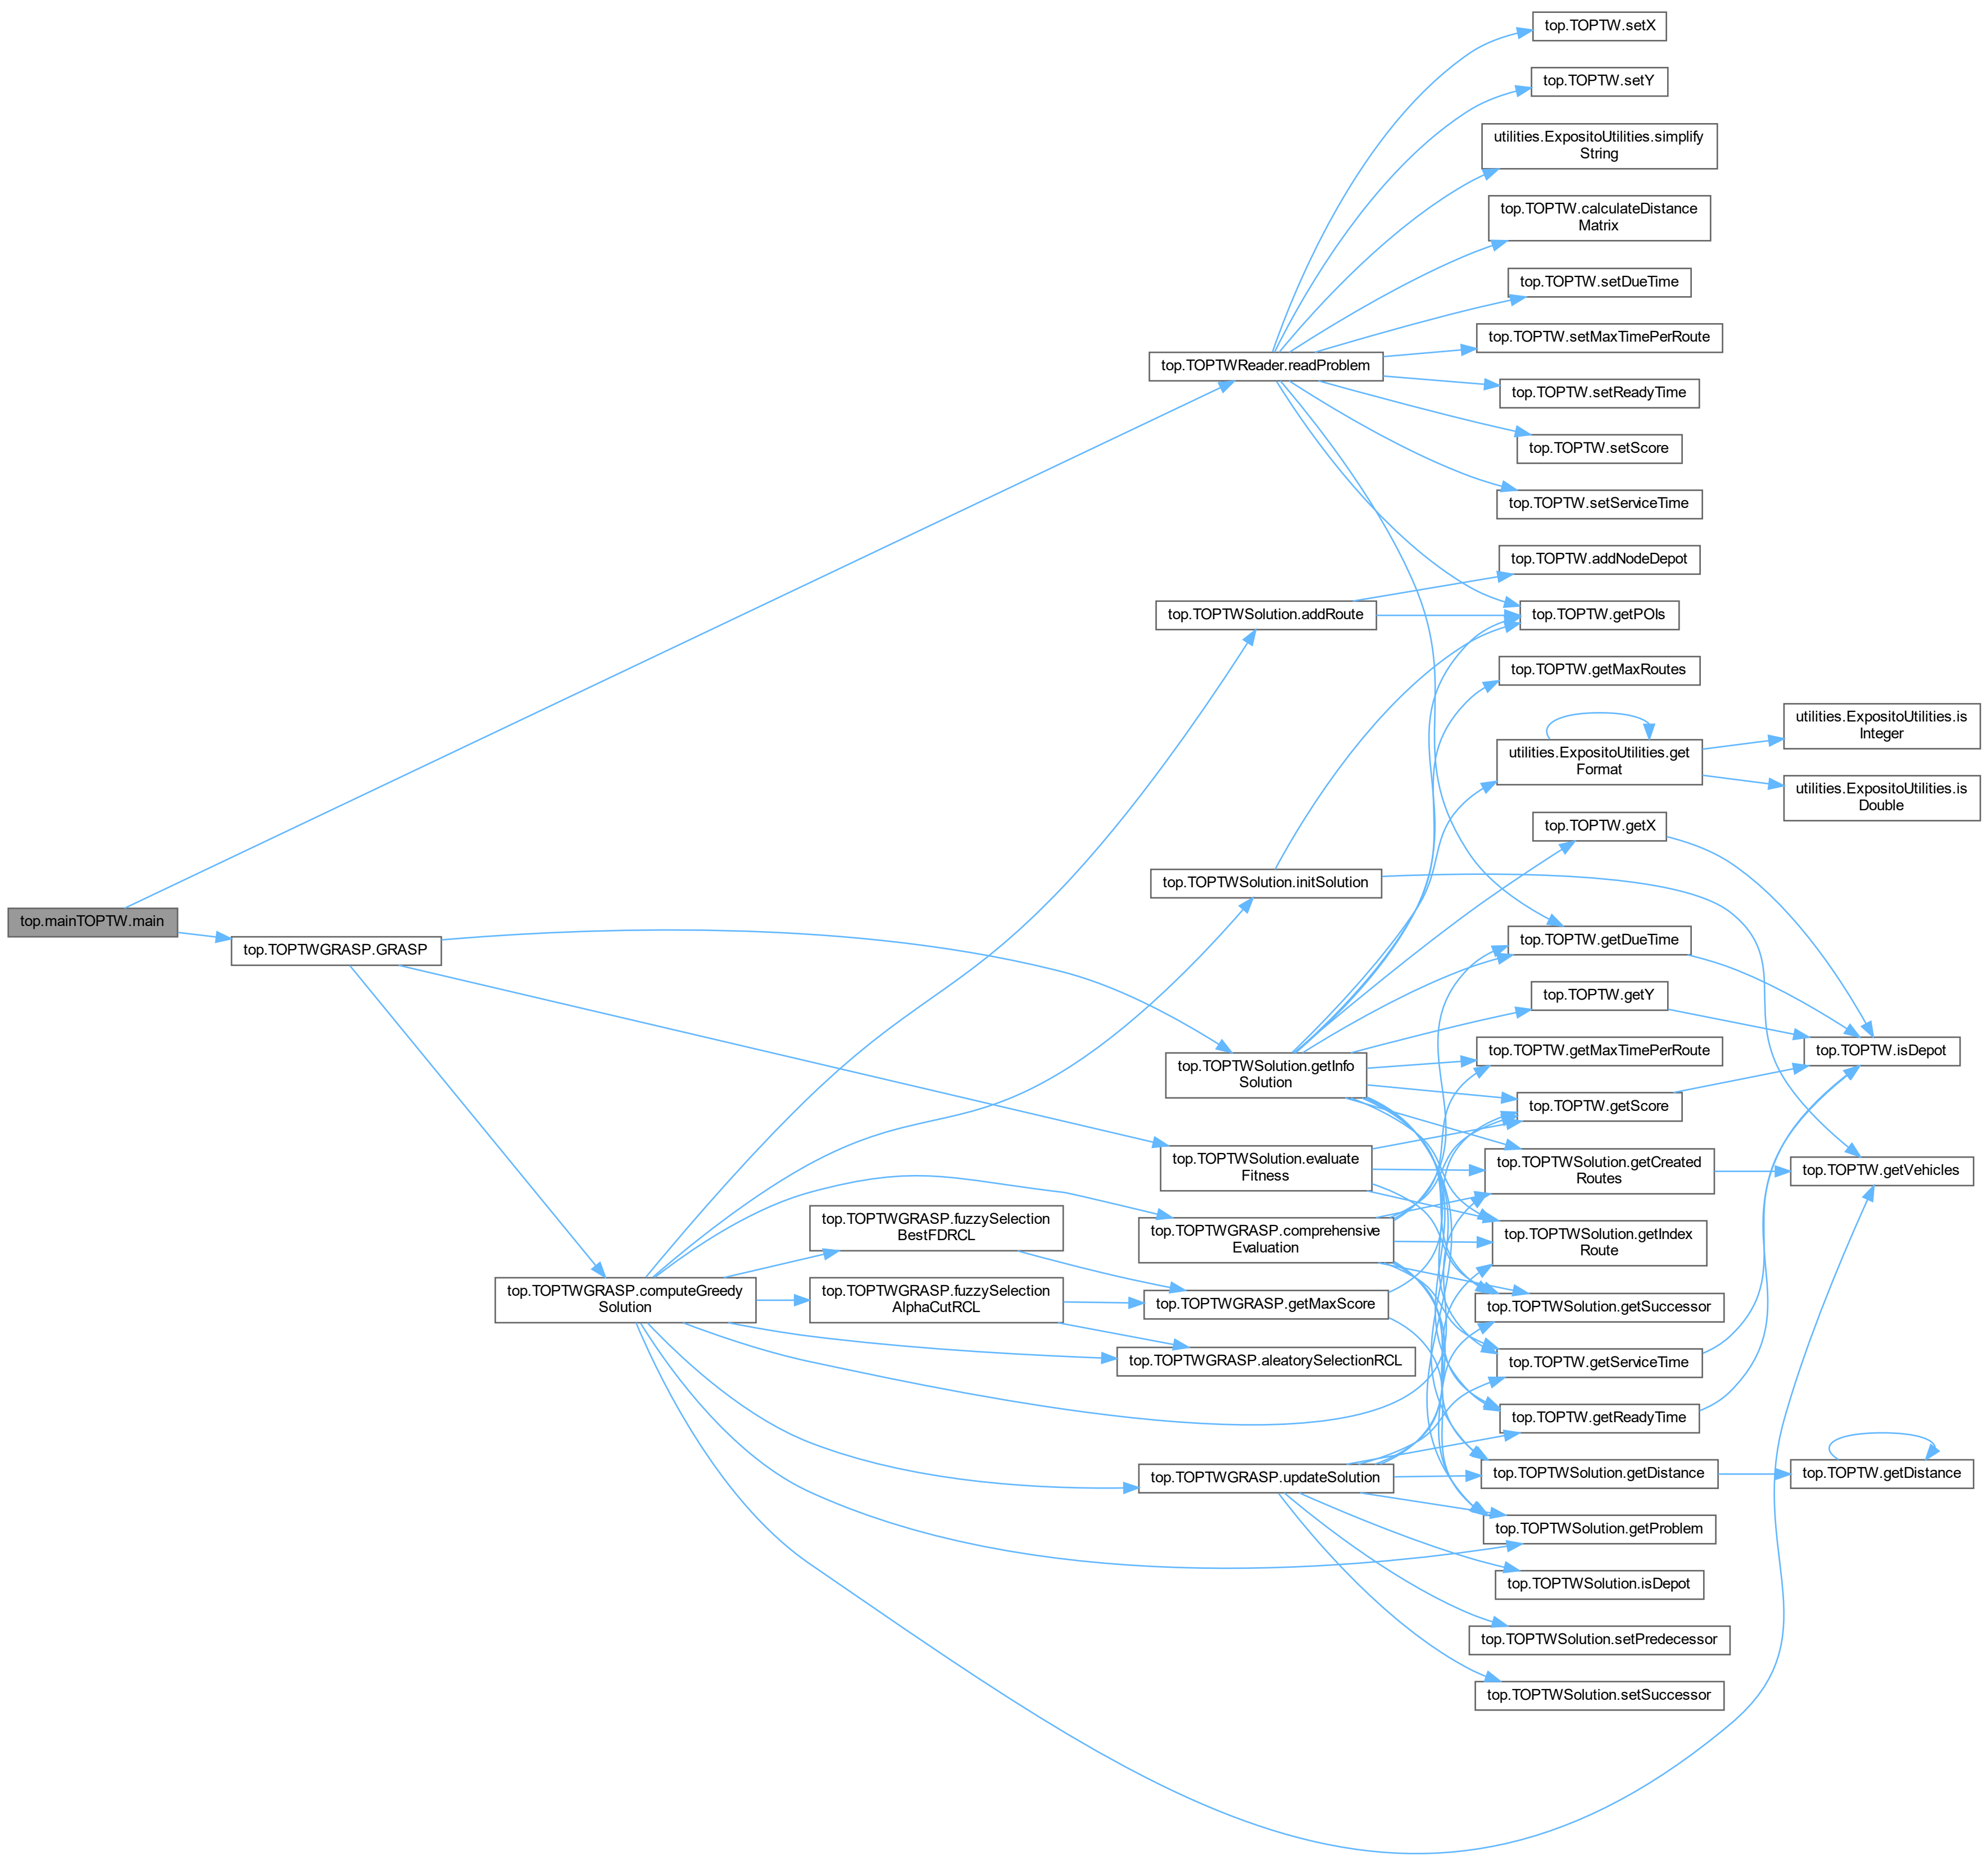 top.TOPTW.setX
top.TOPTW.setY
utilities.ExpositoUtilities.simplify
String
top.TOPTW.calculateDistance
Matrix
top.TOPTW.setDueTime
top.TOPTW.setMaxTimePerRoute
top.TOPTWReader.readProblem
top.TOPTW.setReadyTime
top.TOPTW.setScore
top.TOPTW.setServiceTime
top.TOPTW.addNodeDepot
top.TOPTWSolution.addRoute
top.TOPTW.getPOIs
top.TOPTW.getMaxRoutes
utilities.ExpositoUtilities.is
Integer
utilities.ExpositoUtilities.get
Format
utilities.ExpositoUtilities.is
Double
top.TOPTW.getX
top.TOPTWSolution.initSolution
top.mainTOPTW.main
top.TOPTWGRASP.GRASP
top.TOPTW.getDueTime
top.TOPTW.getY
top.TOPTW.getMaxTimePerRoute
top.TOPTW.isDepot
top.TOPTWSolution.getInfo
Solution
top.TOPTW.getScore
top.TOPTWSolution.evaluate
Fitness
top.TOPTWSolution.getCreated
Routes
top.TOPTW.getVehicles
top.TOPTWGRASP.fuzzySelection
BestFDRCL
top.TOPTWGRASP.comprehensive
Evaluation
top.TOPTWSolution.getIndex
Route
top.TOPTWGRASP.computeGreedy
Solution
top.TOPTWGRASP.fuzzySelection
AlphaCutRCL
top.TOPTWGRASP.getMaxScore
top.TOPTWSolution.getSuccessor
top.TOPTWGRASP.aleatorySelectionRCL
top.TOPTW.getServiceTime
top.TOPTW.getReadyTime
top.TOPTWGRASP.updateSolution
top.TOPTWSolution.getDistance
top.TOPTW.getDistance
top.TOPTWSolution.getProblem
top.TOPTWSolution.isDepot
top.TOPTWSolution.setPredecessor
top.TOPTWSolution.setSuccessor